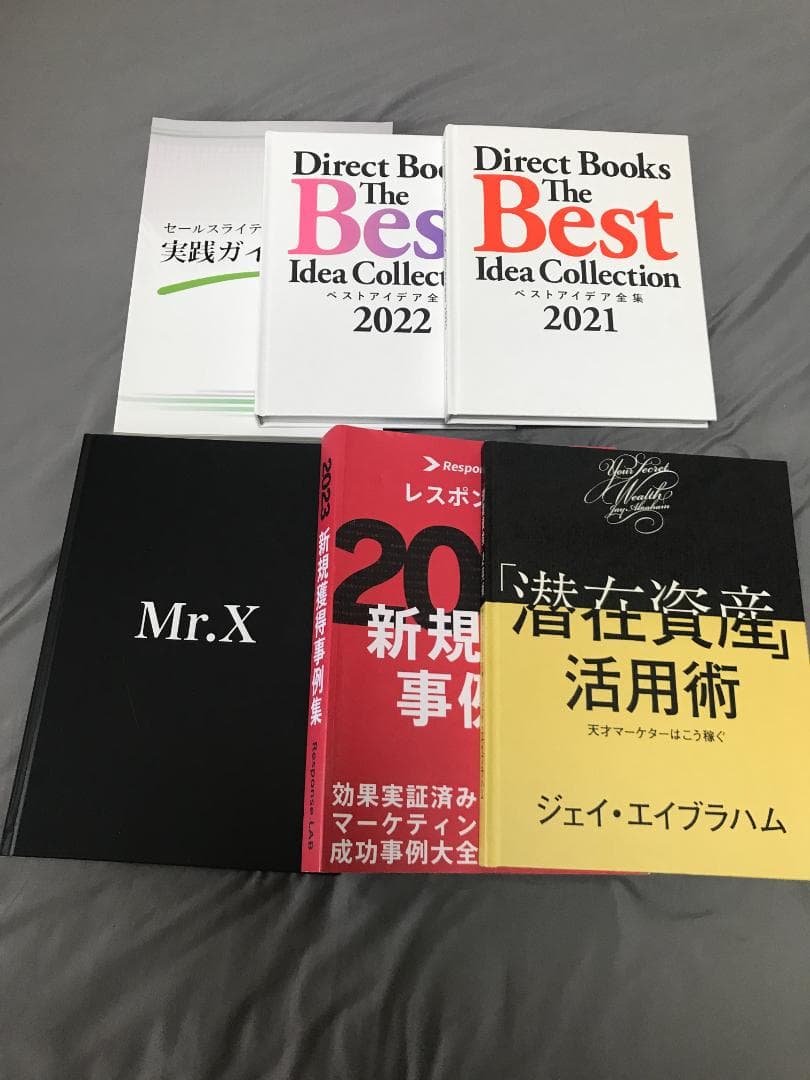 セールスライテ
実践ガイ
Direct Boo
The
Bes
Idea Collect
ベストアイデア全
2022
Direct Books
The
Best
Idea Collection
ベストアイデア全集
2021
Mr.X
2023 新規獲得事例集 Response LAB
Respo
レスポン
20
新規
事例
効果実証済み
マーケティン
成功事例大全
Your Secret
Wealth
Jay Abraham
「潜在資産」
活用術
天才マーケターはこう稼ぐ
ジェイ・エイブラハム